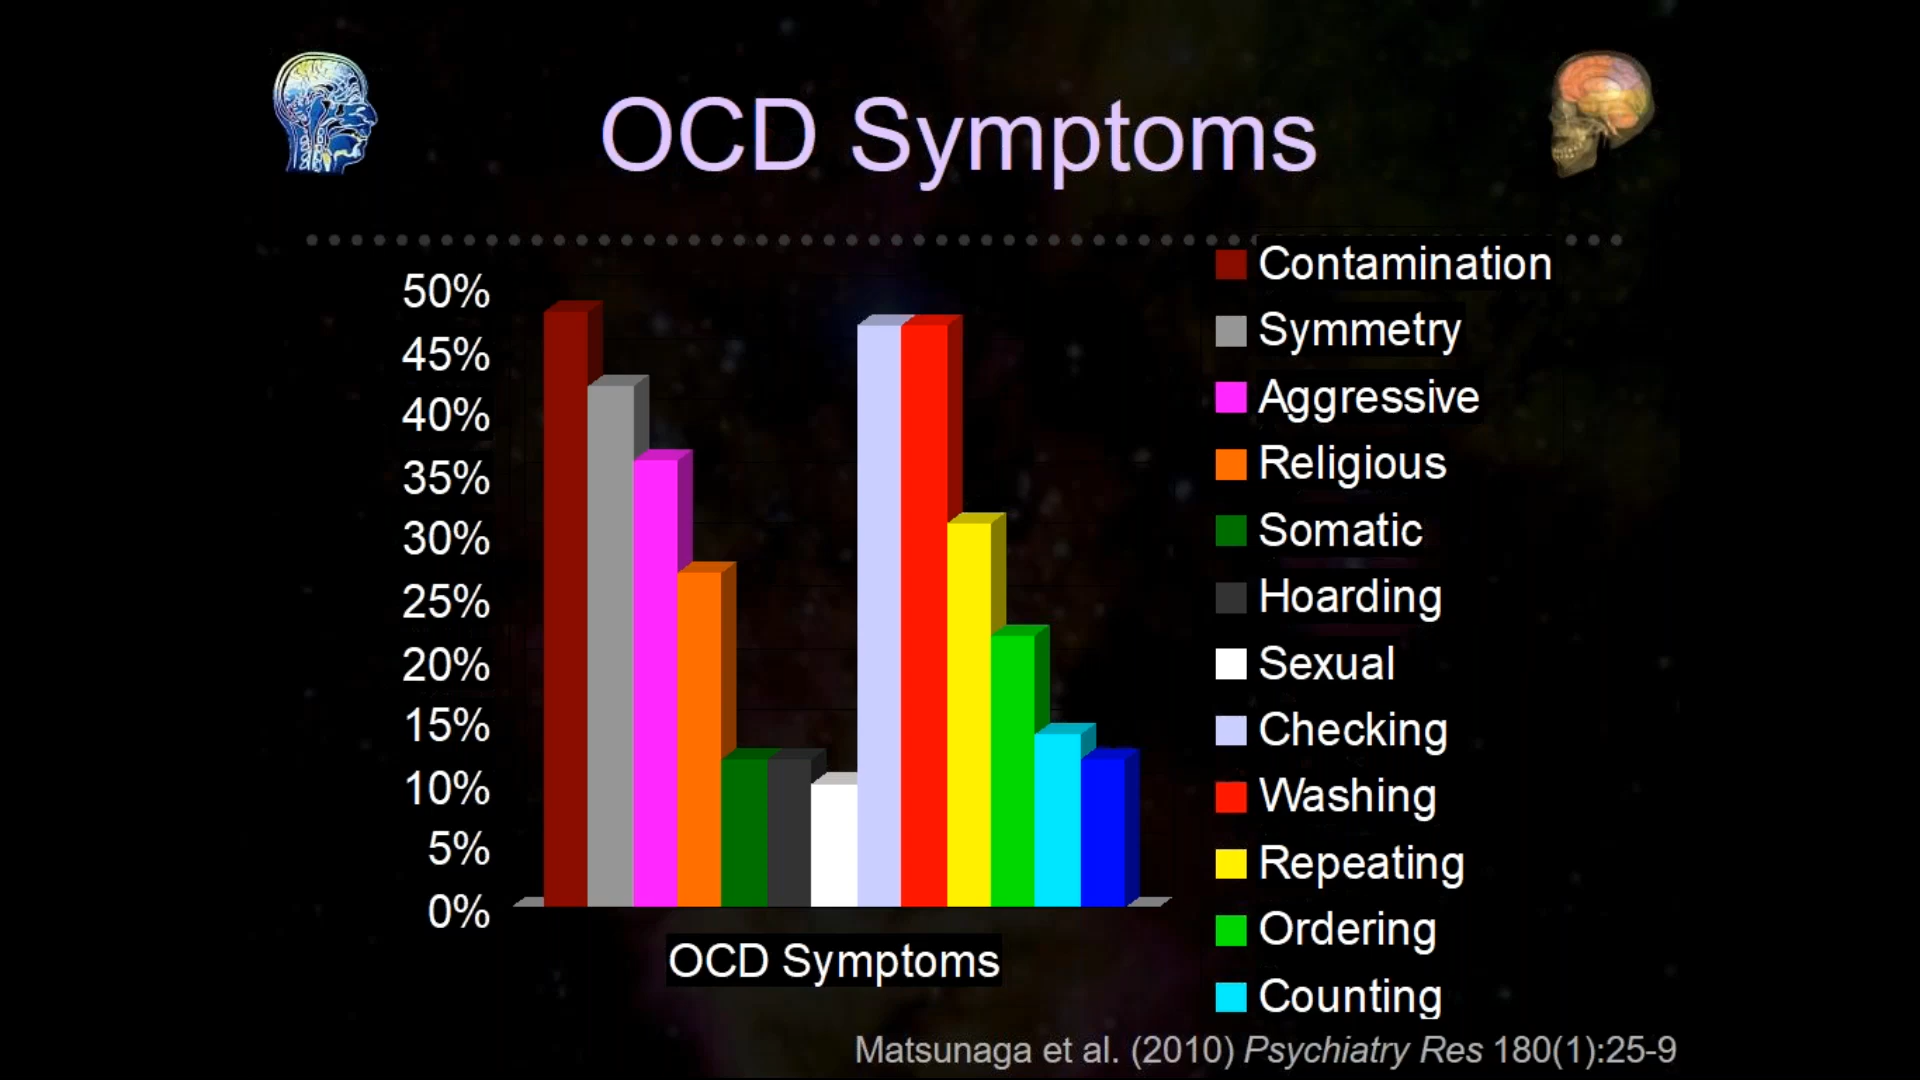 OCD Symptoms
50%
45%
40%
35%
30%
25%
20%
15%
10%
5%
0%
OCD Symptoms
Contamination
Symmetry
Aggressive
Religious
Somatic
Hoarding
Sexual
Checking
Washing
Repeating
Ordering
Counting
Matsunaga et al. (2010) Psychiatry Res 180(1):25-9